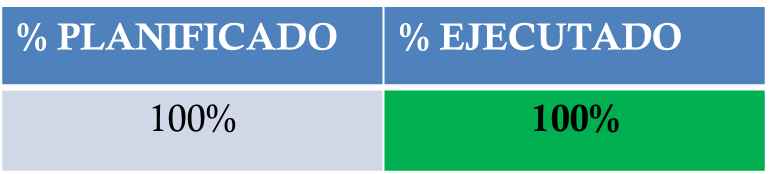 % PLANIFICADO % EJECUTADO
100% 100%